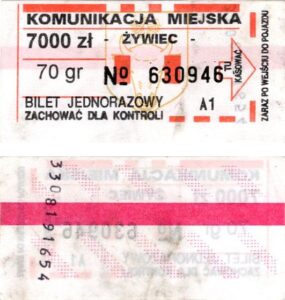 KOMUNIKACJA MIEJSKA
7000 zł - ŻYWIEC -
70 gr № 630946
BILET JEDNORAZOWY A1
ZACHOWAĆ DLA KONTROLI
TU KASOWAĆ
ZARAZ PO WEJŚCIU DO POJAZDU
3308191654